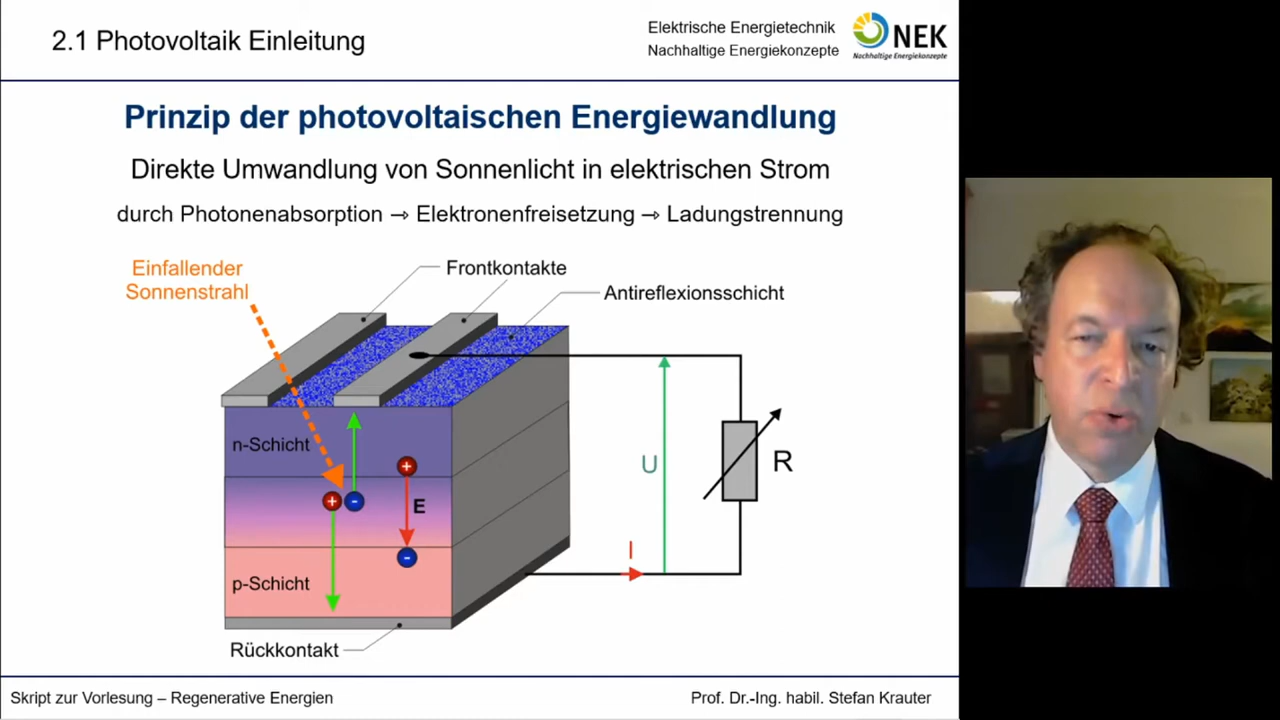 2.1 Photovoltaik Einleitung
Elektrische Energietechnik
Nachhaltige Energiekonzepte
NEK
Nachhaltige Energiekonzepte
Prinzip der photovoltaischen Energiewandlung
Direkte Umwandlung von Sonnenlicht in elektrischen Strom
durch Photonenabsorption → Elektronenfreisetzung → Ladungstrennung
Einfallender
Sonnenstrahl
Frontkontakte
Antireflexionsschicht
n-Schicht
+
+ -
E
-
p-Schicht
Rückkontakt
U
R
I
Skript zur Vorlesung – Regenerative Energien
Prof. Dr.-Ing. habil. Stefan Krauter